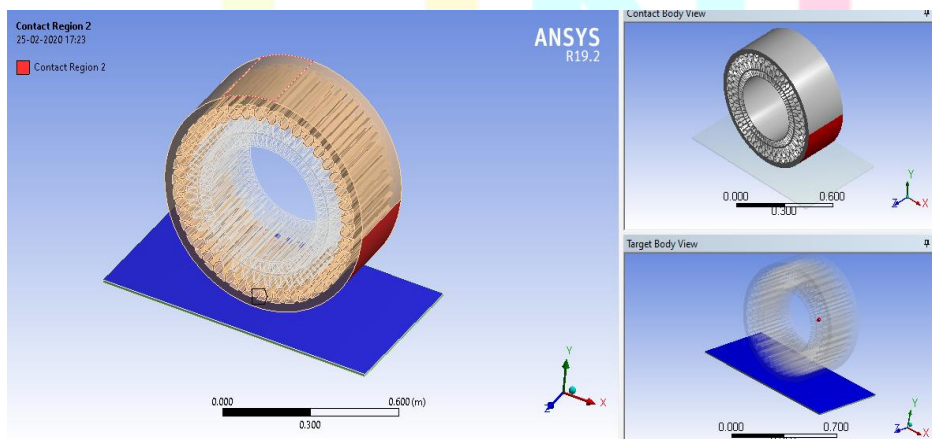 Contact Region 2
25-02-2020 17:23
Contact Region 2
ANSYS
R19.2
0.000
0.600 (m)
0.300
Y
Z
X
Contact Body View
0.000
0.600
0.300
Y
Z
X
Target Body View
0.000
0.700
Y
Z
X